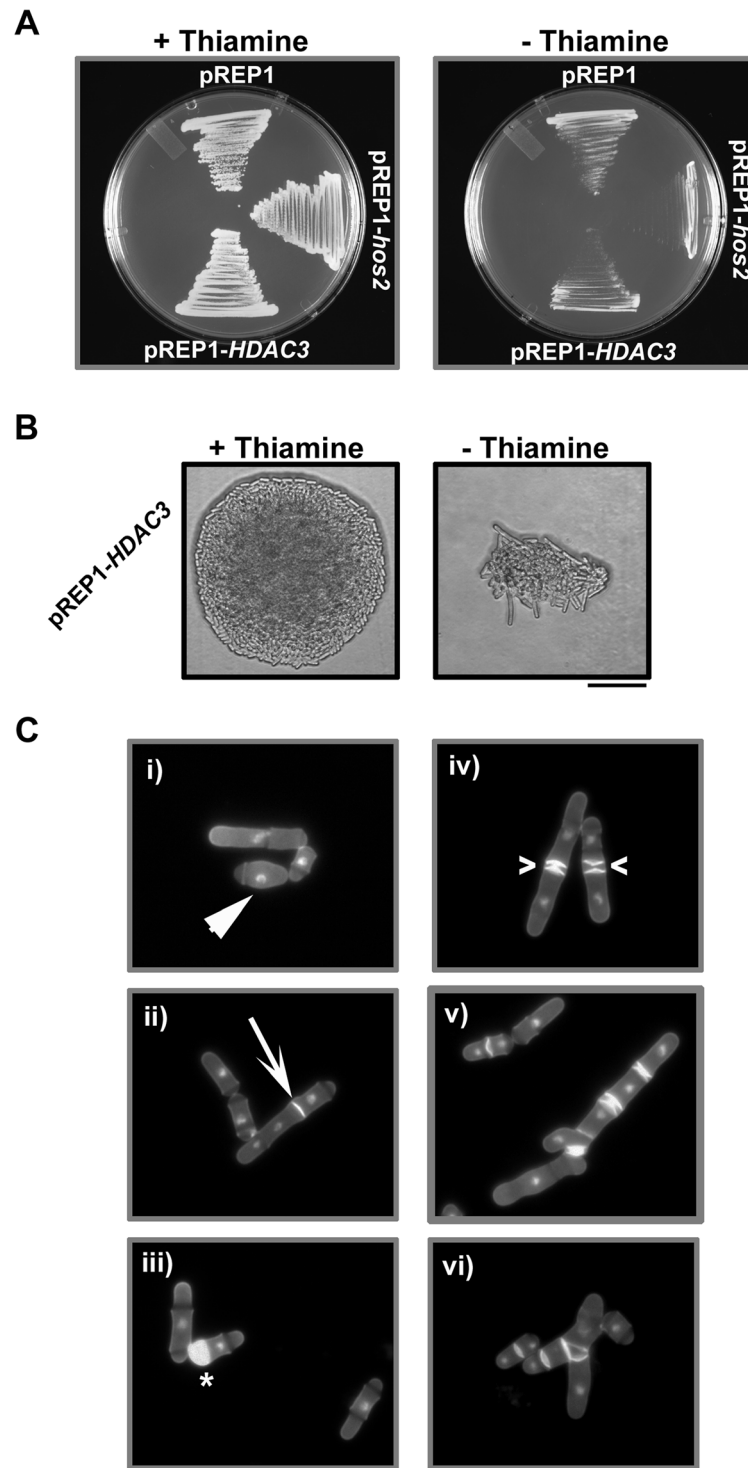 A
+ Thiamine
- Thiamine
pREP1
pREP1-hos2
pREP1-HDAC3
pREP1
pREP1-hos2
pREP1-HDAC3
B
+ Thiamine
- Thiamine
pREP1-HDAC3
C
i)
iv)
> <
ii)
v)
iii)
*
vi)